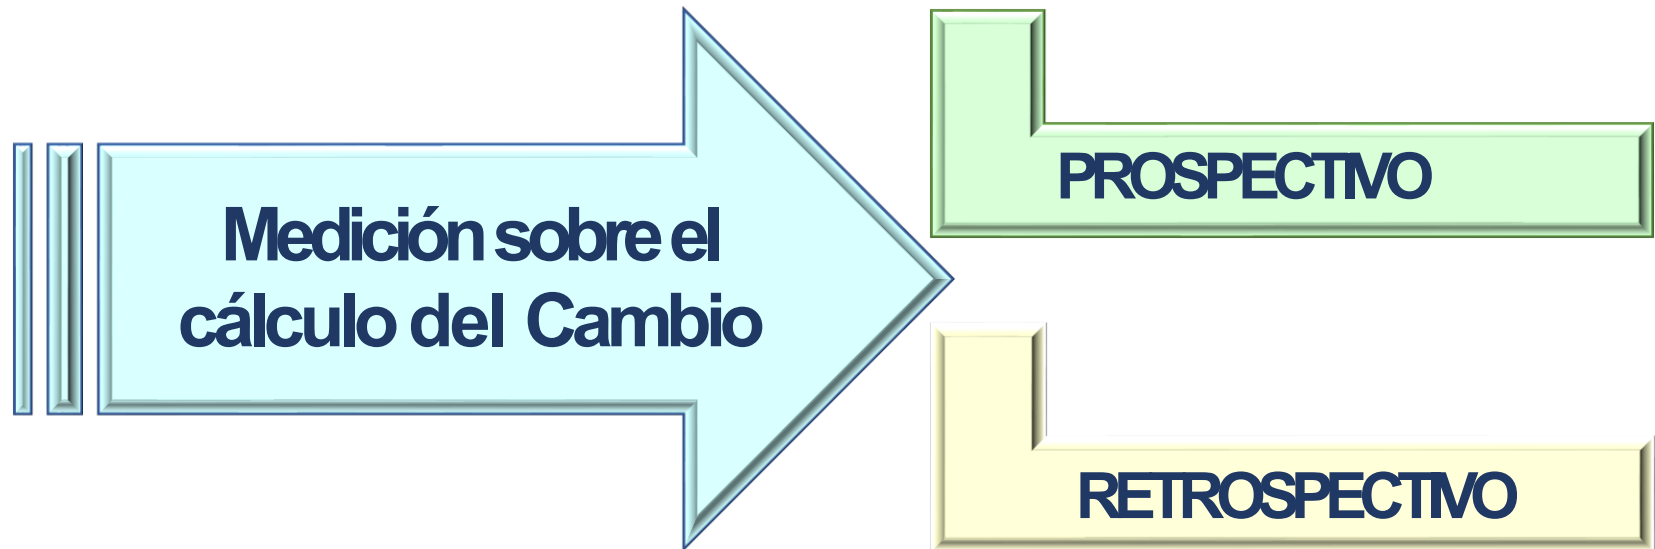 Medición sobre el
cálculo del Cambio
PROSPECTIVO
RETROSPECTIVO